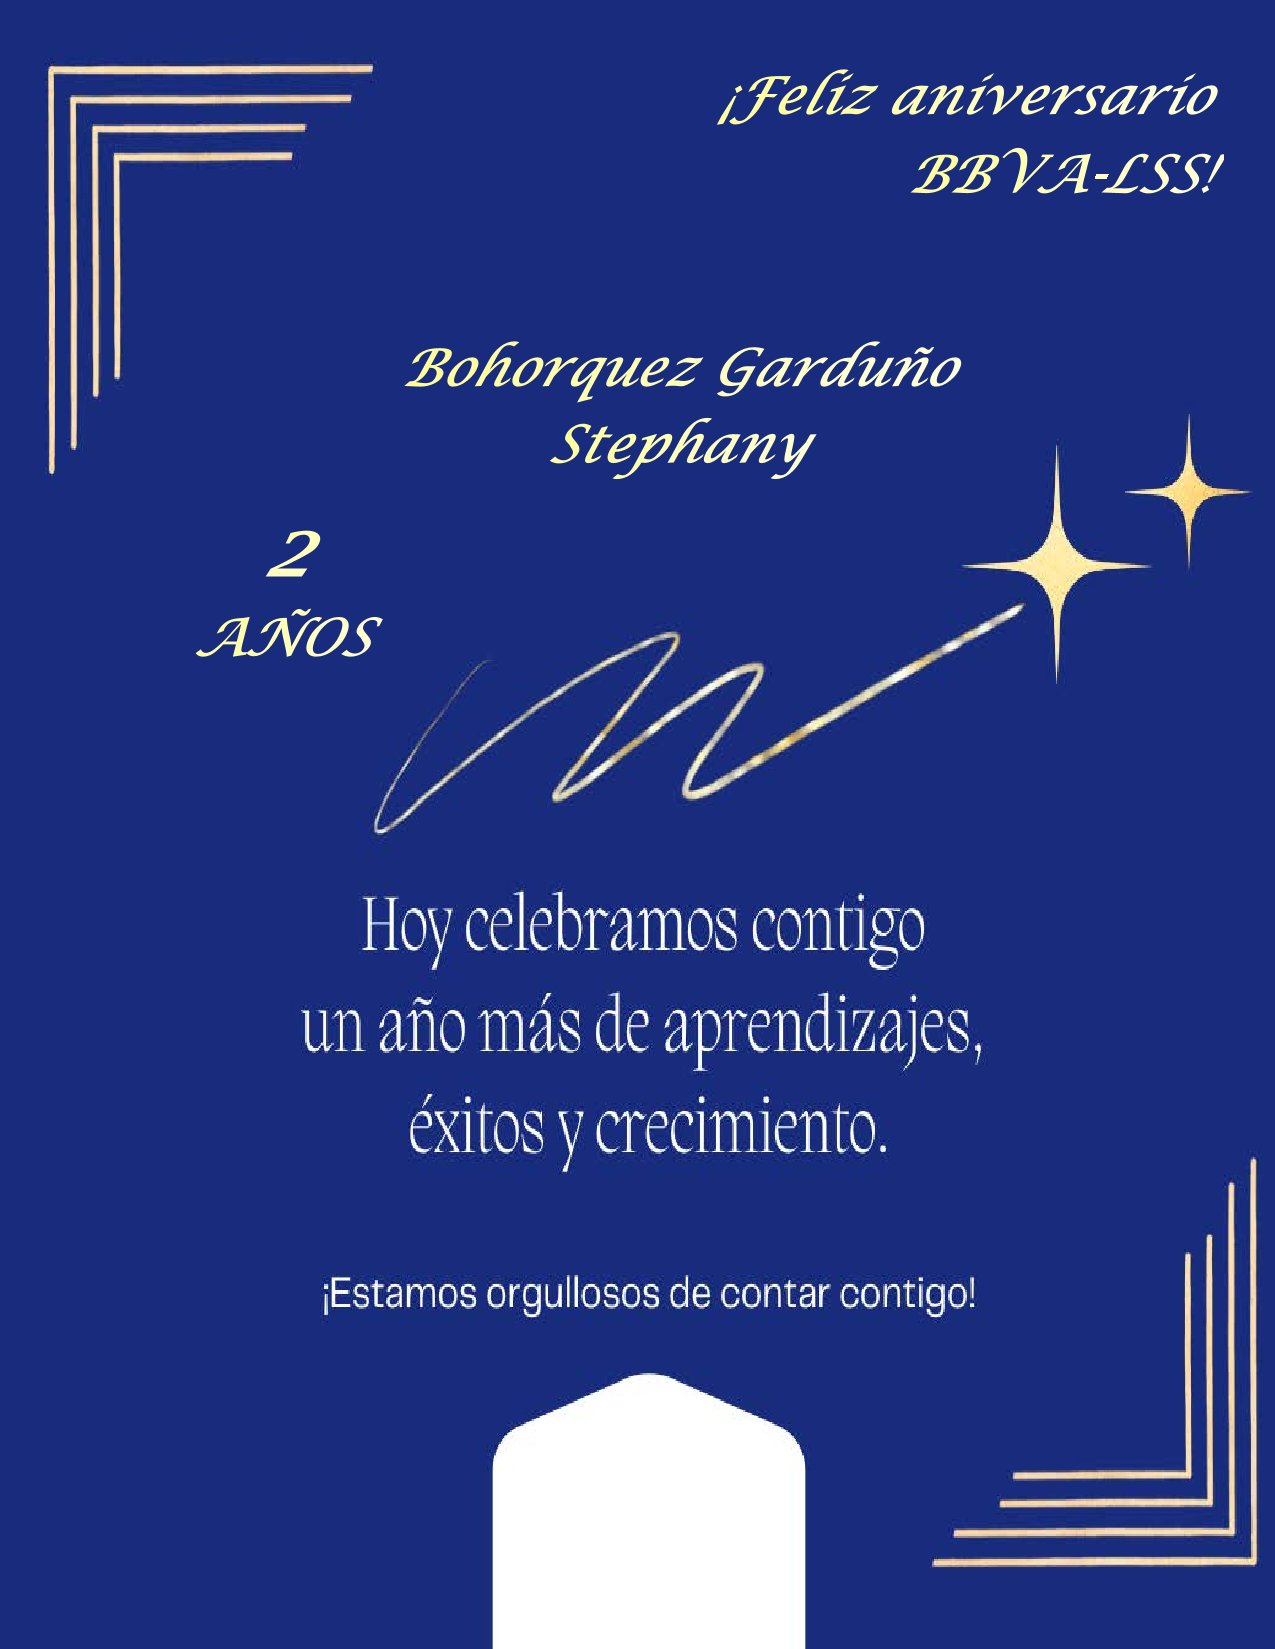 ¡Feliz aniversario
BBVA-LSS!
Bohorquez Garduño
Stephany
2
AÑOS
Hoy celebramos contigo
un año más de aprendizajes,
éxitos y crecimiento.
¡Estamos orgullosos de contar contigo!